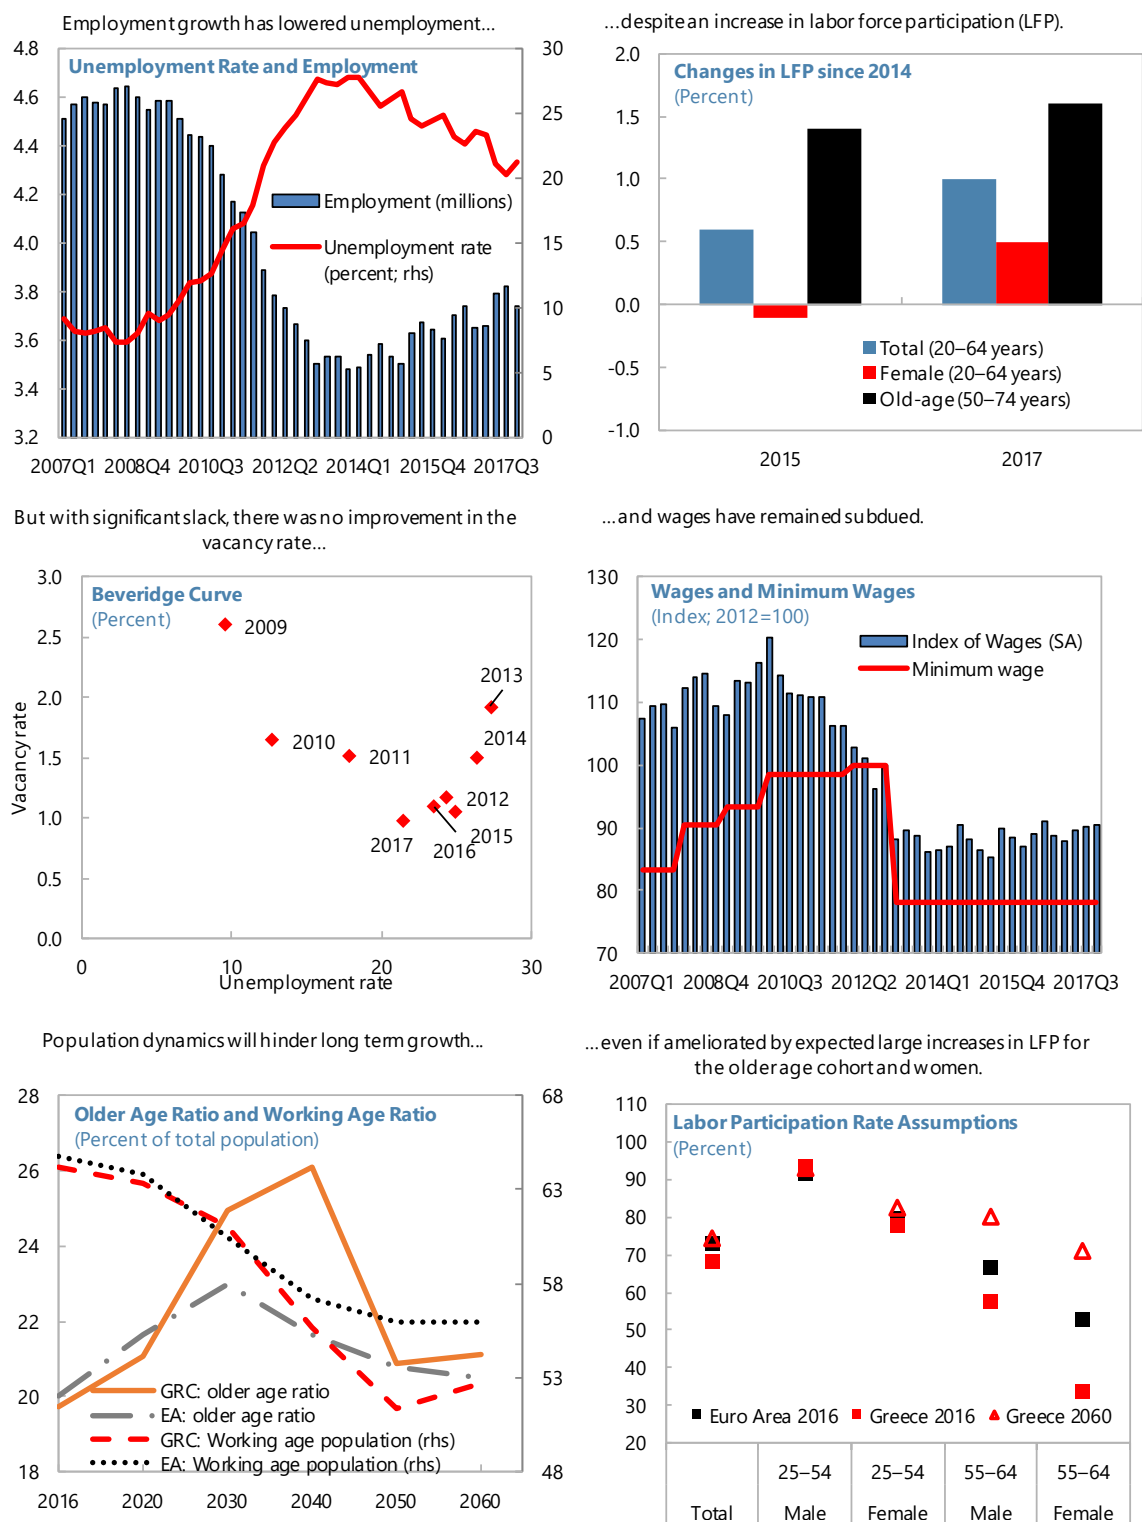 Employment growth has lowered unemployment...
4.8
4.6
4.4
4.2
4.0
3.8
3.6
3.4
3.2
30
25
20
15
10
5
0
Unemployment Rate and Employment
Employment (millions)
Unemployment rate
(percent; rhs)
2007Q1 2008Q4 2010Q3 2012Q2 2014Q1 2015Q4 2017Q3
...despite an increase in labor force participation (LFP).
2.0
1.5
1.0
0.5
0.0
-0.5
-1.0
Changes in LFP since 2014
(Percent)
Total (20–64 years)
Female (20–64 years)
Old-age (50–74 years)
2015 2017
But with significant slack, there was no improvement in the
vacancy rate...
3.0
2.5
2.0
1.5
1.0
0.5
0.0
Vacancy rate
Beveridge Curve
(Percent)
2009
2013
2010
2011
2014
2012
2015
2016
2017
0 10 20 30
Unemployment rate
...and wages have remained subdued.
130
120
110
100
90
80
70
Wages and Minimum Wages
(Index; 2012=100)
Index of Wages (SA)
Minimum wage
2007Q1 2008Q4 2010Q3 2012Q2 2014Q1 2015Q4 2017Q3
Population dynamics will hinder long term growth...
28
26
24
22
20
18
68
63
58
53
48
Older Age Ratio and Working Age Ratio
(Percent of total population)
GRC: older age ratio
EA: older age ratio
GRC: Working age population (rhs)
EA: Working age population (rhs)
2016 2020 2030 2040 2050 2060
...even if ameliorated by expected large increases in LFP for
the older age cohort and women.
110
100
90
80
70
60
50
40
30
20
Labor Participation Rate Assumptions
(Percent)
Euro Area 2016 Greece 2016 Greece 2060
25–54 25–54 55–64 55–64
Total Male Female Male Female